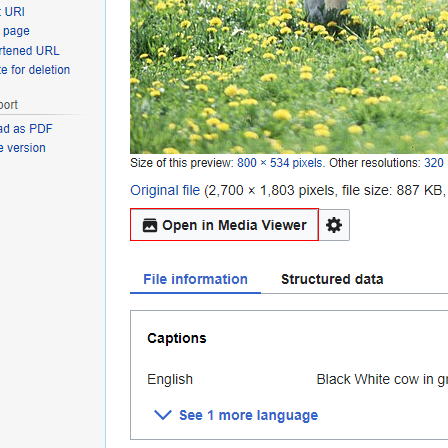 URI
page
URL
for deletion
as PDF
version
Size of this preview: 800 × 534 pixels. Other resolutions: 320
Original file (2,700 × 1,803 pixels, file size: 887 KB,
Open in Media Viewer
File information
Structured data
Captions
English
Black White cow in
See 1 more language